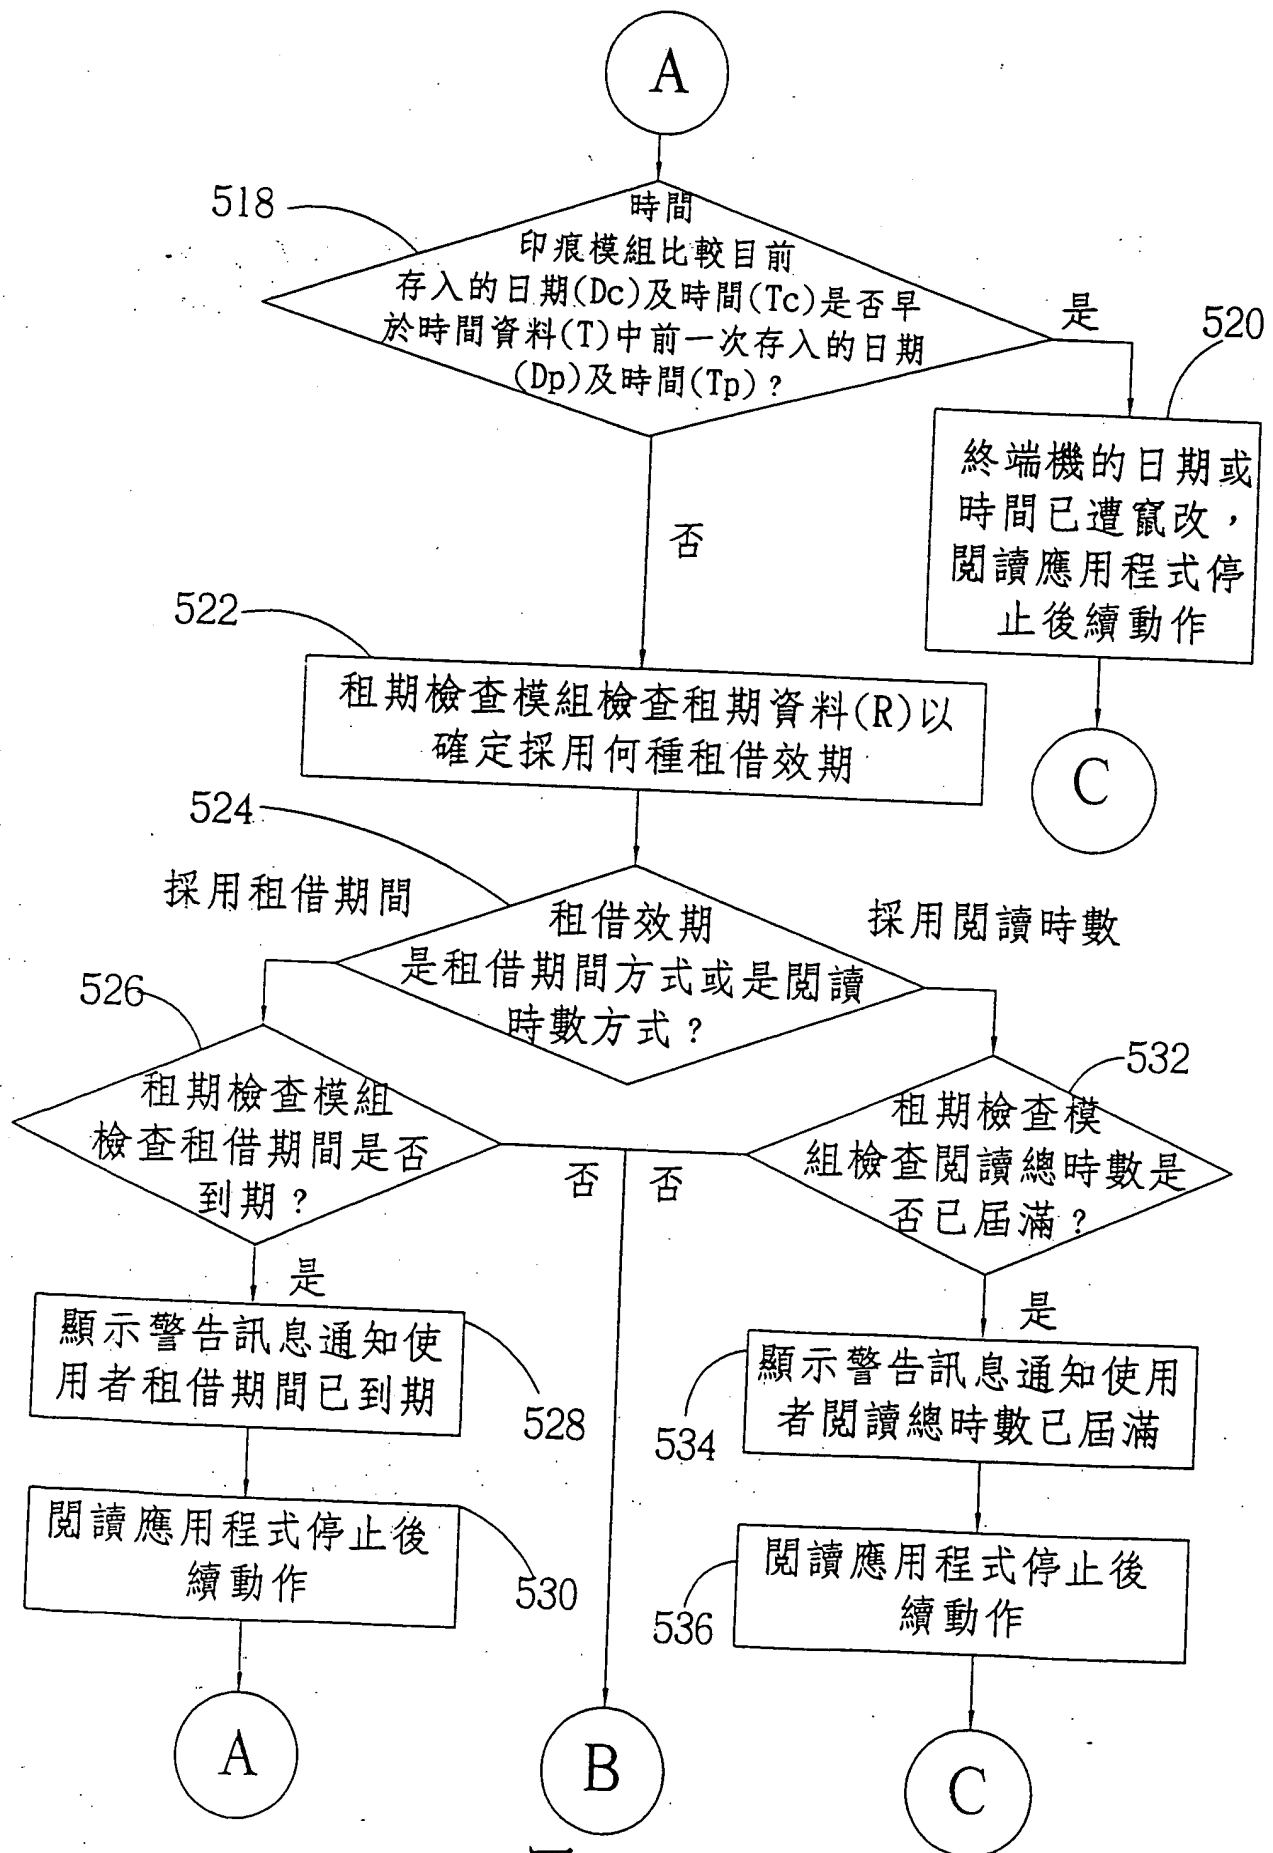 A
518
時間
印痕模組比較目前
存入的日期(Dc)及時間(Tc)是否早
於時間資料(T)中前一次存入的日期
(Dp)及時間(Tp)?
是
520
終端機的日期或
時間已遭竄改，
閱讀應用程式停
止後續動作
C
否
522
租期檢查模組檢查租期資料(R)以
確定採用何種租借效期
524
採用租借期間
租借效期
是租借期間方式或是閱讀
時數方式?
採用閱讀時數
526
租期檢查模組
檢查租借期間是否
到期?
否
否
532
租期檢查模
組檢查閱讀總時數是
否已屆滿?
是
顯示警告訊息通知使
用者租借期間已到期
528
是
534
顯示警告訊息通知使用
者閱讀總時數已屆滿
閱讀應用程式停止後
續動作
530
536
閱讀應用程式停止後
續動作
A
B
C